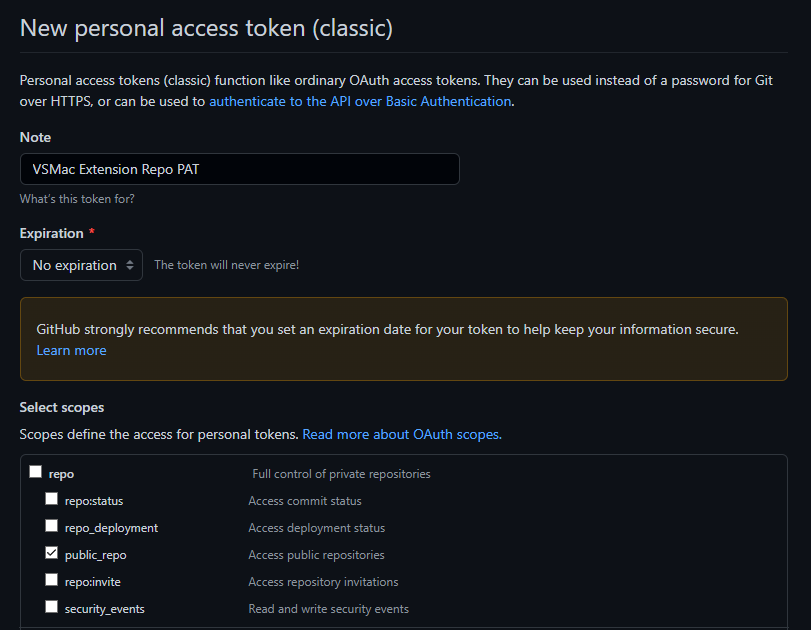 New personal access token (classic)
Personal access tokens (classic) function like ordinary OAuth access tokens. They can be used instead of a password for Git
over HTTPS, or can be used to authenticate to the API over Basic Authentication.
Note
VSMac Extension Repo PAT
What's this token for?
Expiration *
No expiration The token will never expire!
GitHub strongly recommends that you set an expiration date for your token to help keep your information secure.
Learn more
Select scopes
Scopes define the access for personal tokens. Read more about OAuth scopes.
repo Full control of private repositories
repo:status Access commit status
repo_deployment Access deployment status
public_repo Access public repositories
repo:invite Access repository invitations
security_events Read and write security events